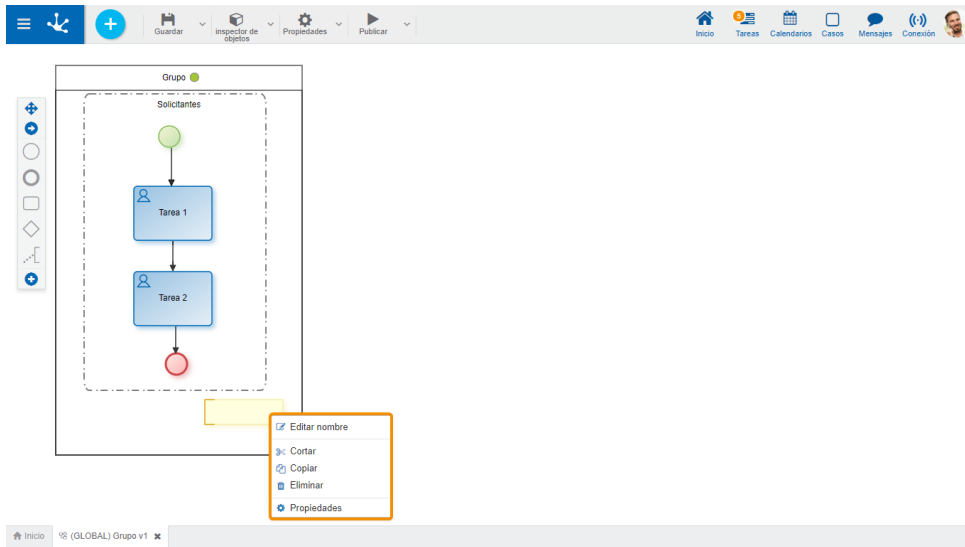 Guardar
inspector de
objetos
Propiedades
Publicar
Inicio
5
Tareas
Calendarios
Casos
Mensajes
Conexión
Grupo
Solicitantes
Tarea 1
Tarea 2
Editar nombre
Cortar
Copiar
Eliminar
Propiedades
Inicio
(GLOBAL) Grupo v1